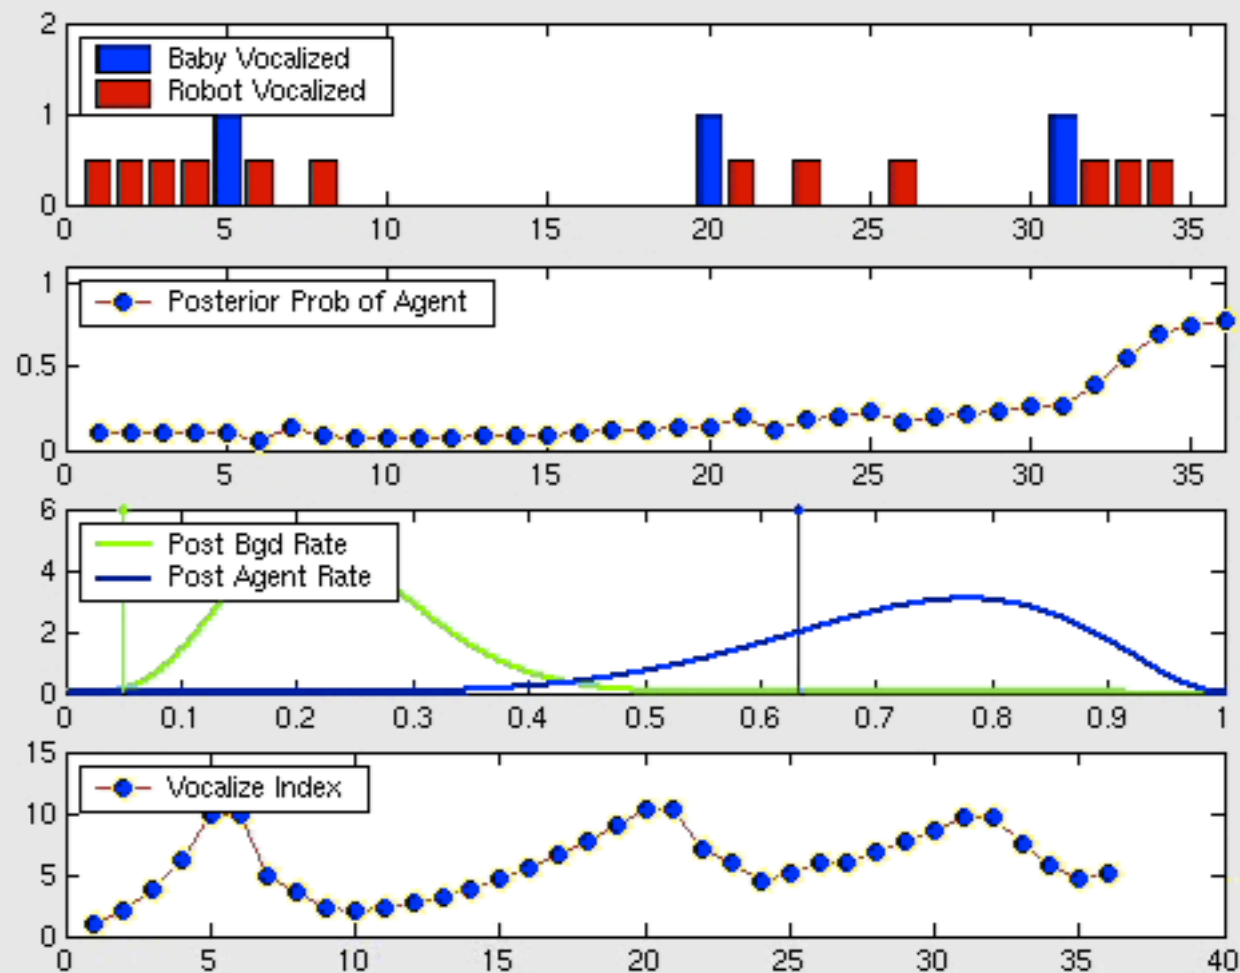 2
Baby Vocalized
Robot Vocalized
1
0
0 5 10 15 20 25 30 35
1
Posterior Prob of Agent
0.5
0
0 5 10 15 20 25 30 35
6
Post Bgd Rate
4
Post Agent Rate
2
0
0 0.1 0.2 0.3 0.4 0.5 0.6 0.7 0.8 0.9 1
15
Vocalize Index
10
5
0
0 5 10 15 20 25 30 35 40